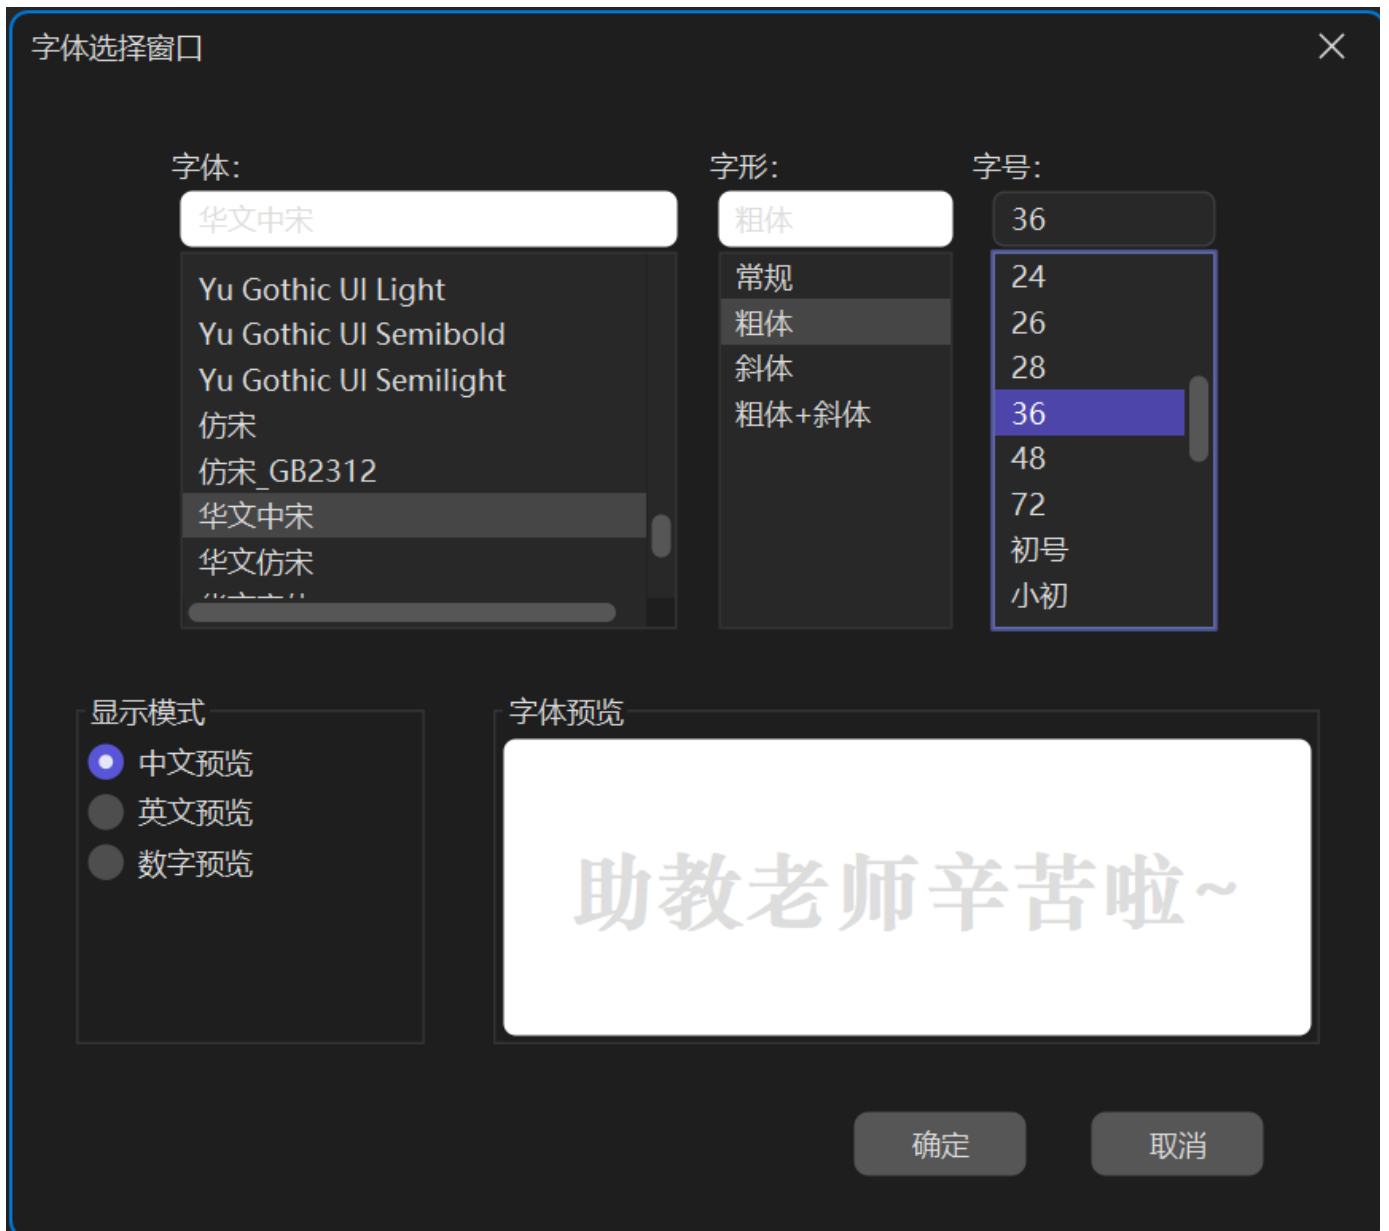 字体选择窗口
字体：
字形：
字号：
华文中宋
粗体
36
Yu Gothic UI Light
Yu Gothic UI Semibold
Yu Gothic UI Semilight
仿宋
仿宋_GB2312
华文中宋
华文仿宋
常规
粗体
斜体
粗体+斜体
24
26
28
36
48
72
初号
小初
显示模式
中文预览
英文预览
数字预览
字体预览
助教老师辛苦啦~
确定
取消